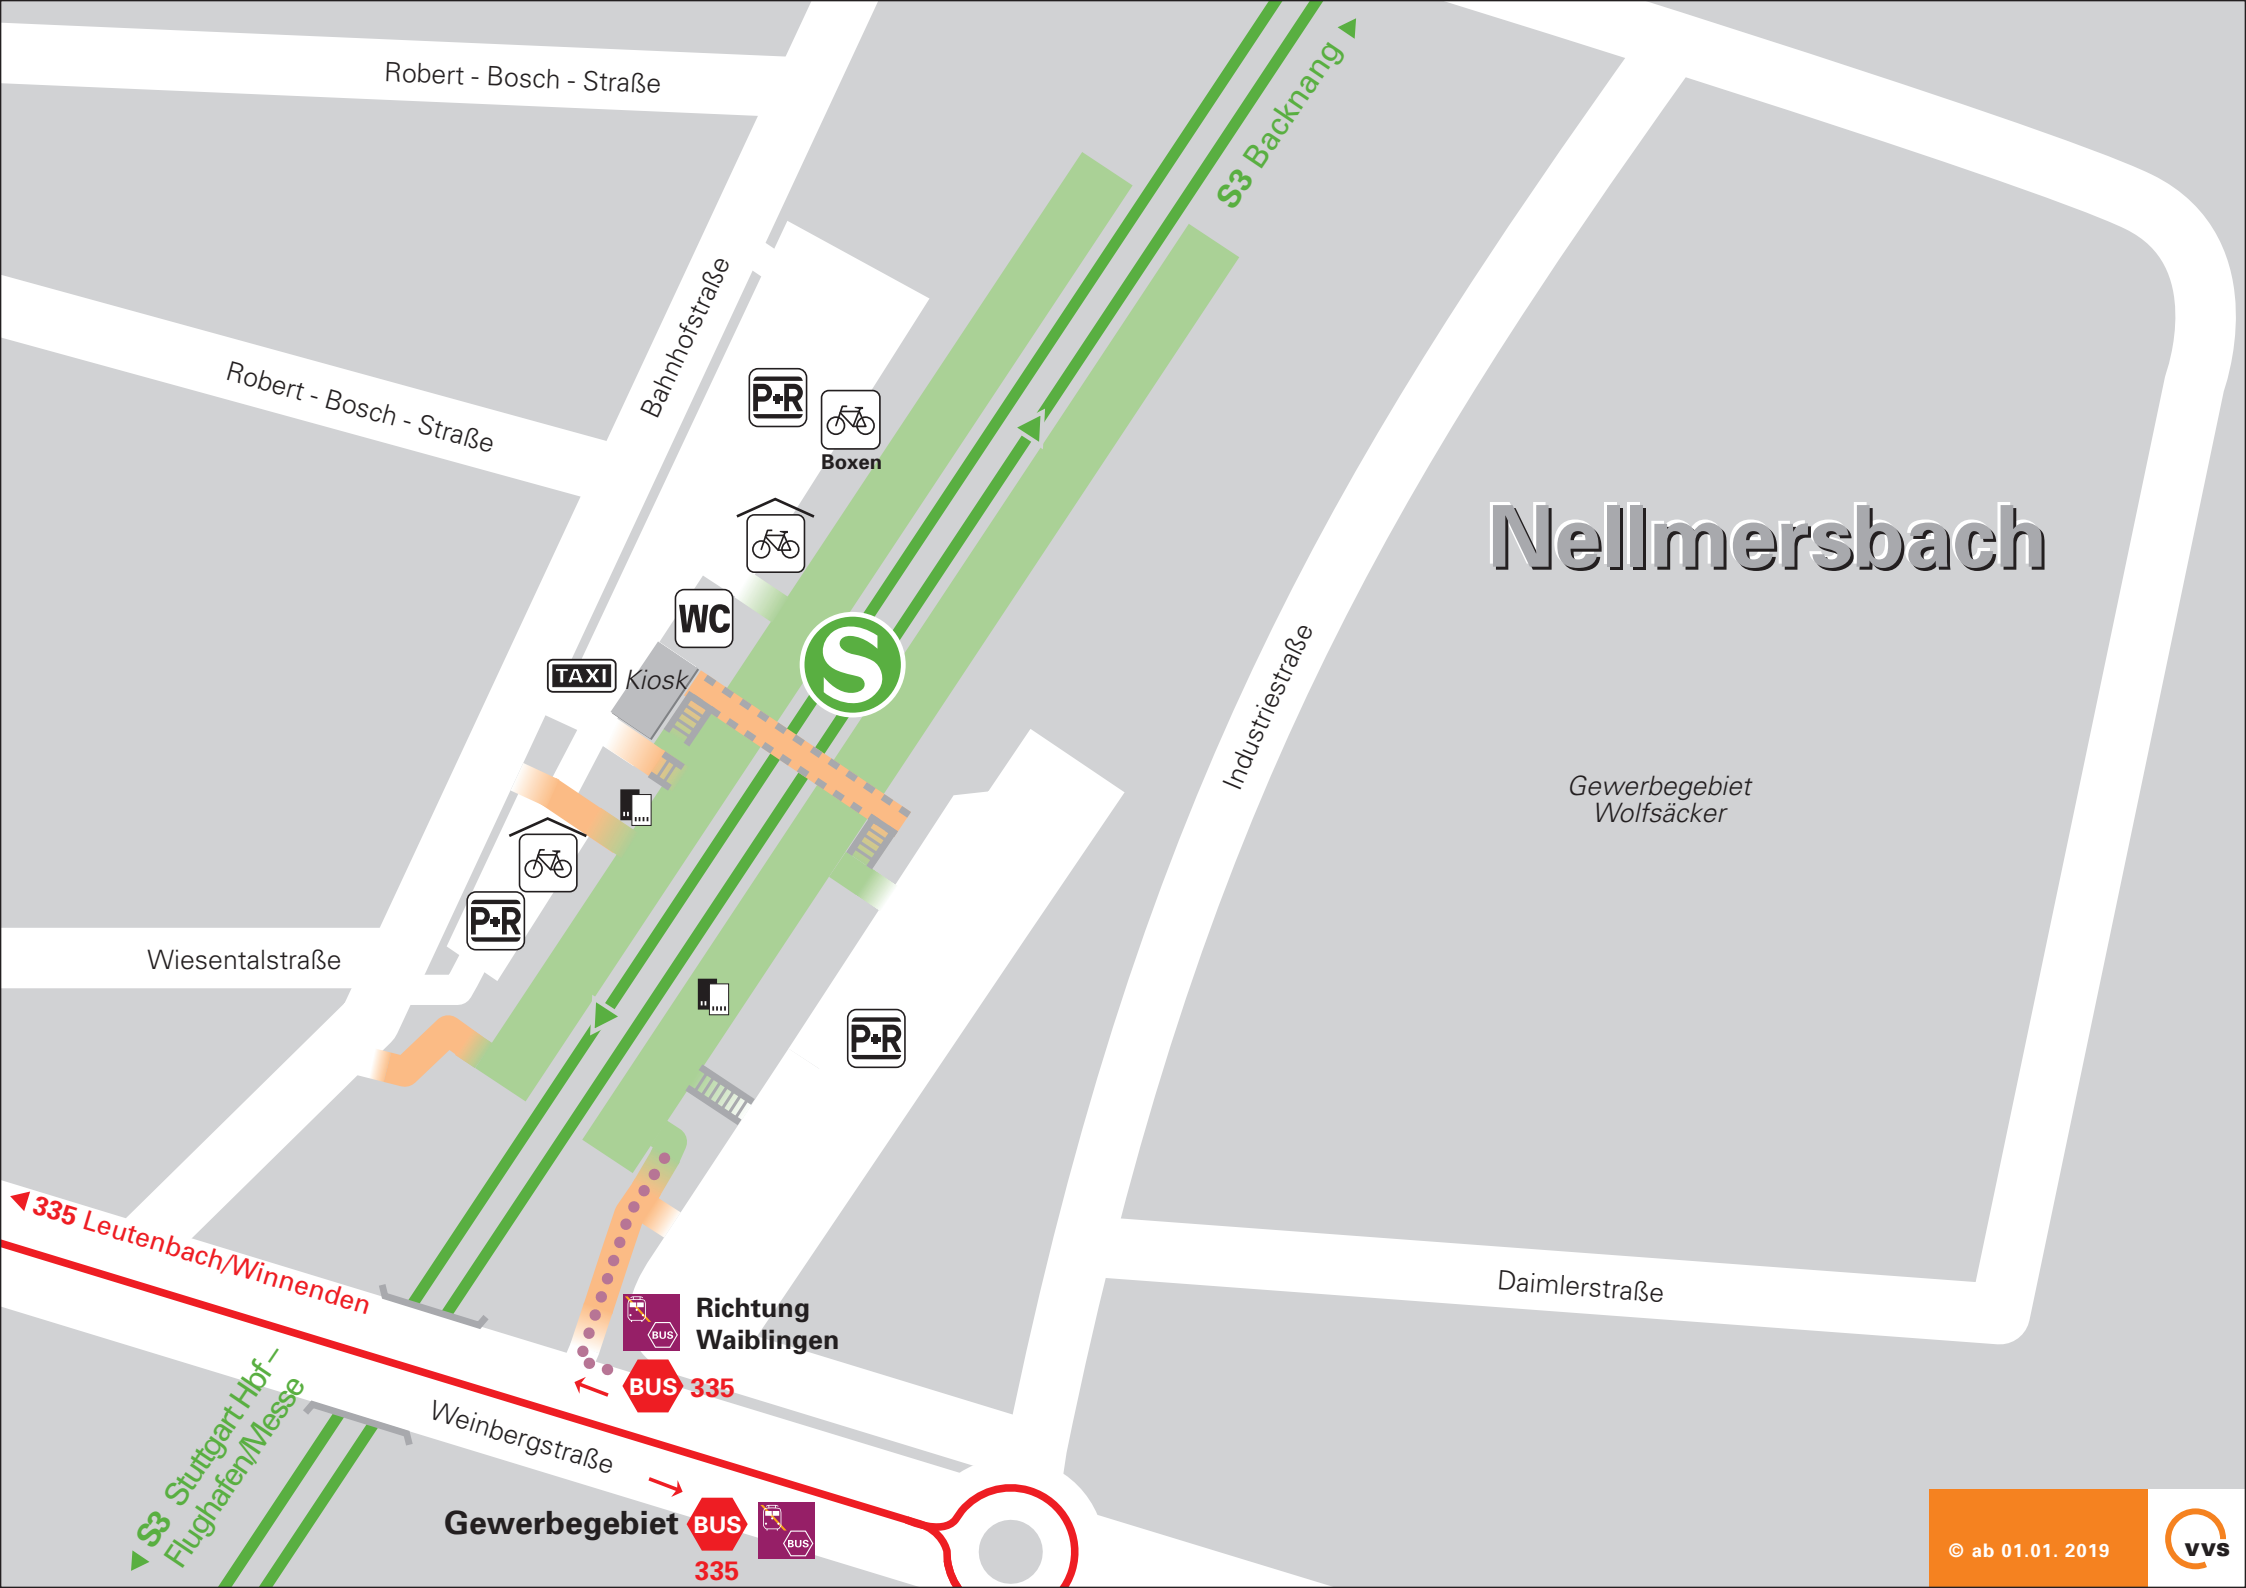 Robert - Bosch - Straße
S3 Backnang
Bahnhofstraße
Robert - Bosch - Straße
P+R
Boxen
Nellmersbach
WC
S
TAXI
Kiosk
Industriestraße
Gewerbegebiet
Wolfsäcker
P+R
Wiesentalstraße
P+R
335 Leutenbach/Winnenden
Daimlerstraße
BUS
Richtung
Waiblingen
BUS 335
S3 Stuttgart Hbf –
Flughafen/Messe
Weinbergstraße
Gewerbegebiet BUS
BUS
335
© ab 01.01. 2019
vvs